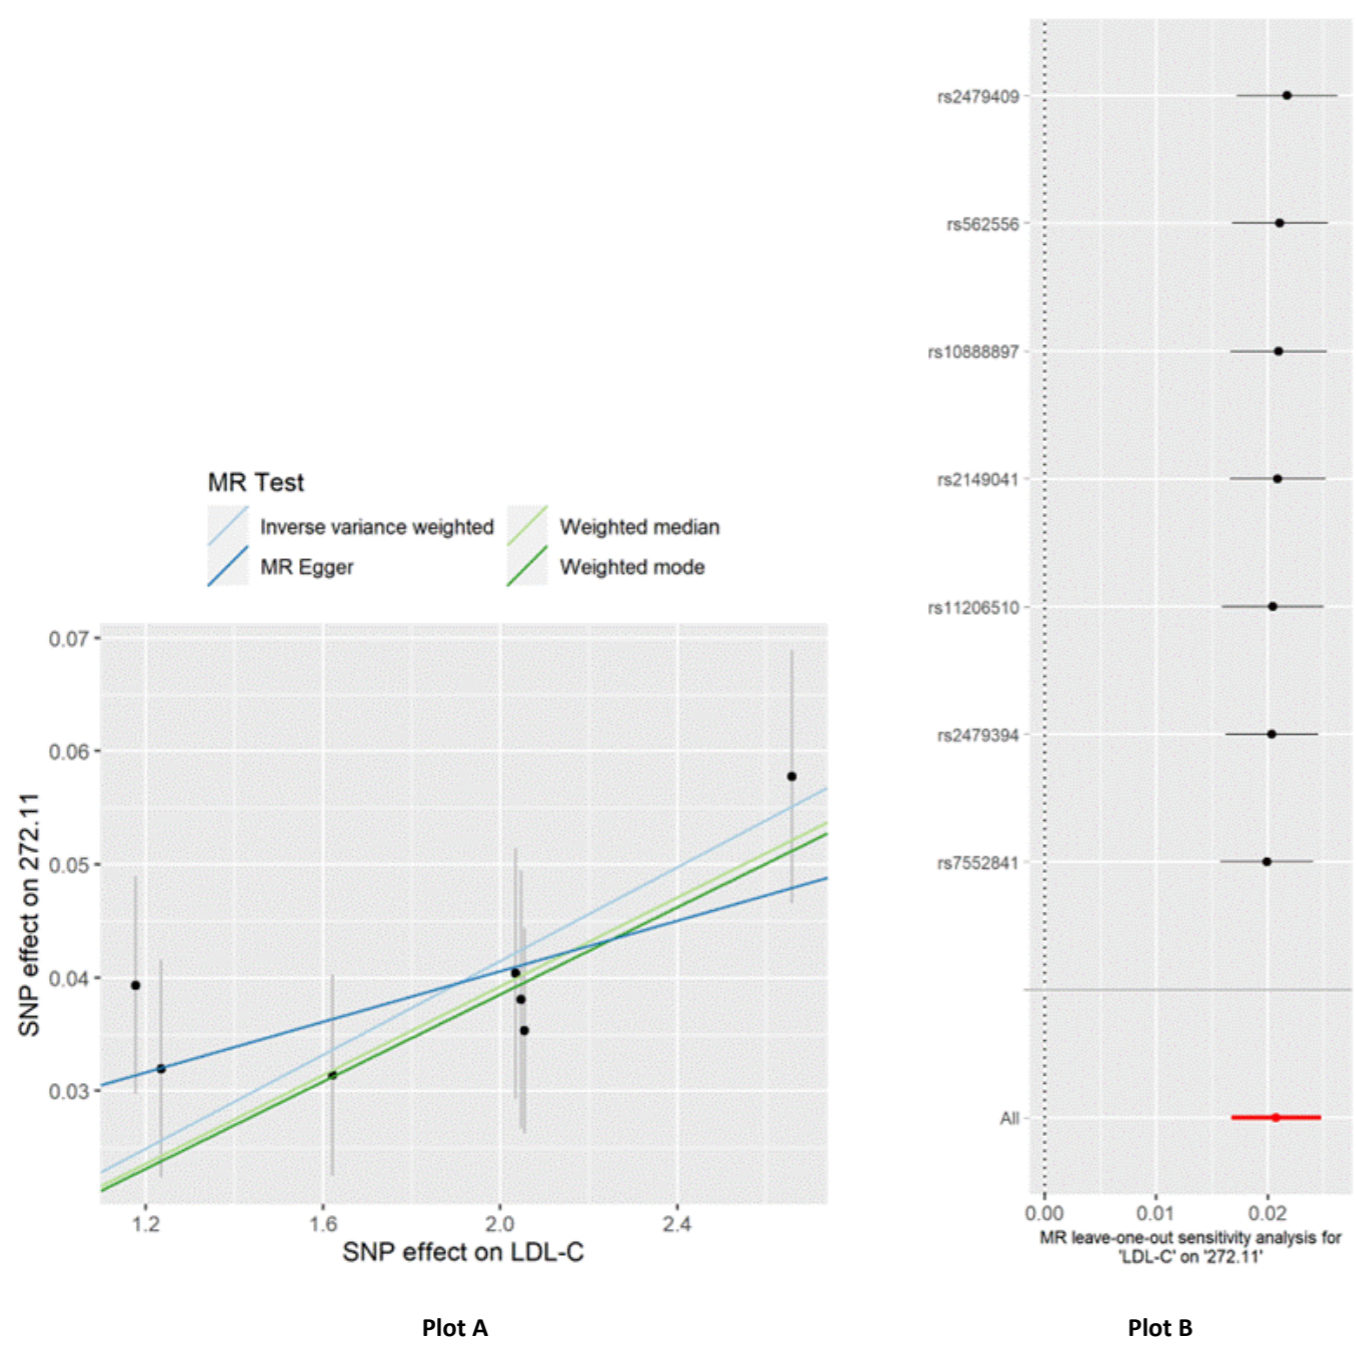 MR Test
Inverse variance weighted
Weighted median
MR Egger
Weighted mode
SNP effect on 272.11
0.07
0.06
0.05
0.04
0.03
1.2
1.6
2.0
2.4
SNP effect on LDL-C
Plot A
rs2479409
rs562556
rs10888897
rs2149041
rs11206510
rs2479394
rs7552841
All
0.00
0.01
0.02
MR leave-one-out sensitivity analysis for
'LDL-C' on '272.11'
Plot B